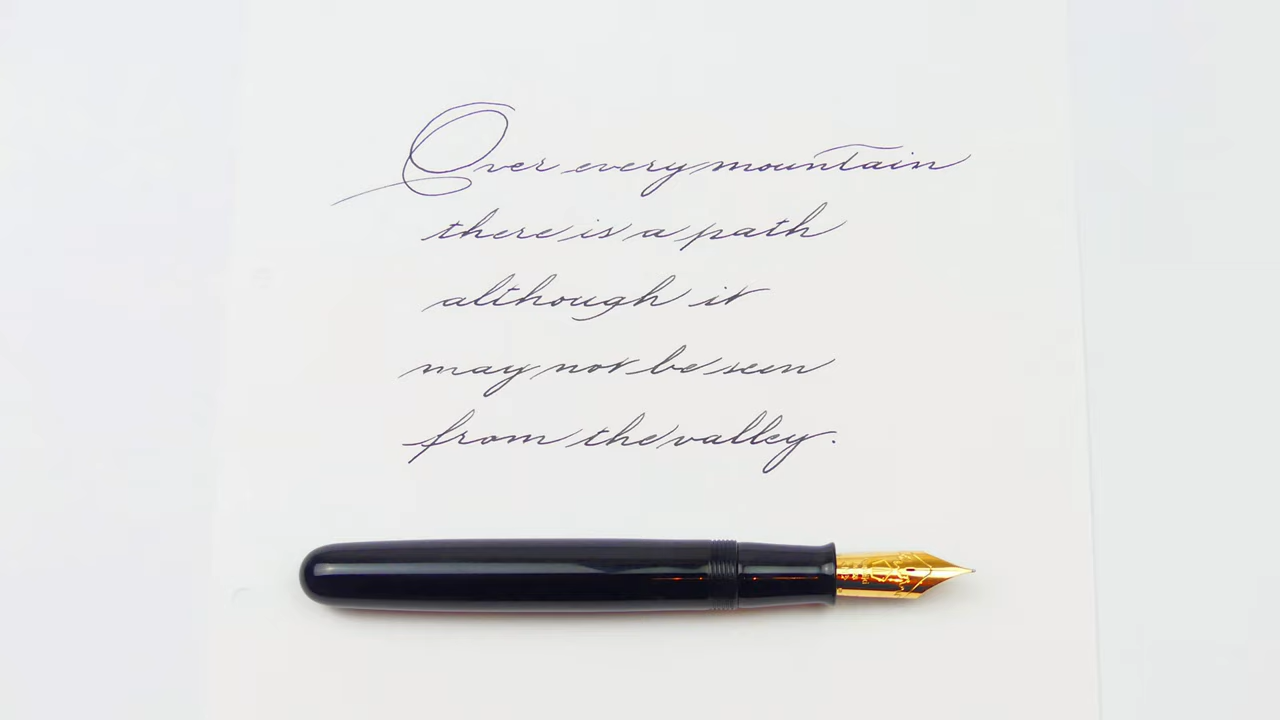 Over every mountain
there is a path
although it
may not be seen
from the valley.